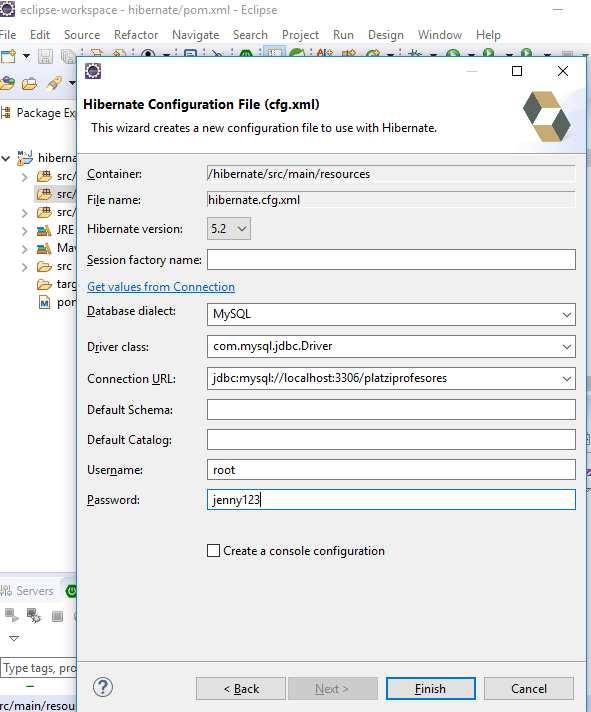 eclipse-workspace - hibernate/pom.xml - Eclipse
File Edit Source Refactor Navigate Search Project Run Design Window Help
Package Ex
Hibernate Configuration File (cfg.xml)
This wizard creates a new configuration file to use with Hibernate.
hibernat
src/
src/
src/
JRE
Mav
src
targ
pom
Container: /hibernate/src/main/resources
File name: hibernate.cfg.xml
Hibernate version: 5.2
Session factory name:
Get values from Connection
Database dialect: MySQL
Driver class: com.mysql.jdbc.Driver
Connection URL: jdbc:mysql://localhost:3306/platziprofesores
Default Schema:
Default Catalog:
Username: root
Password: jenny123
Create a console configuration
Servers
Type tags, pro
rc/main/resou
? < Back Next > Finish Cancel